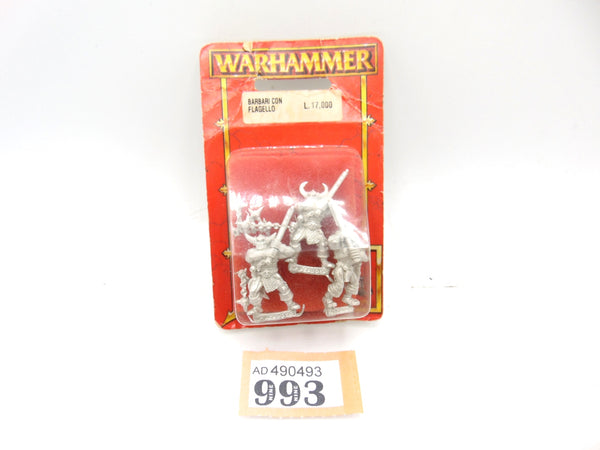 WARHAMMER
BARBARI CON
FLAGELLO
L. 17,000
AD 490493
993